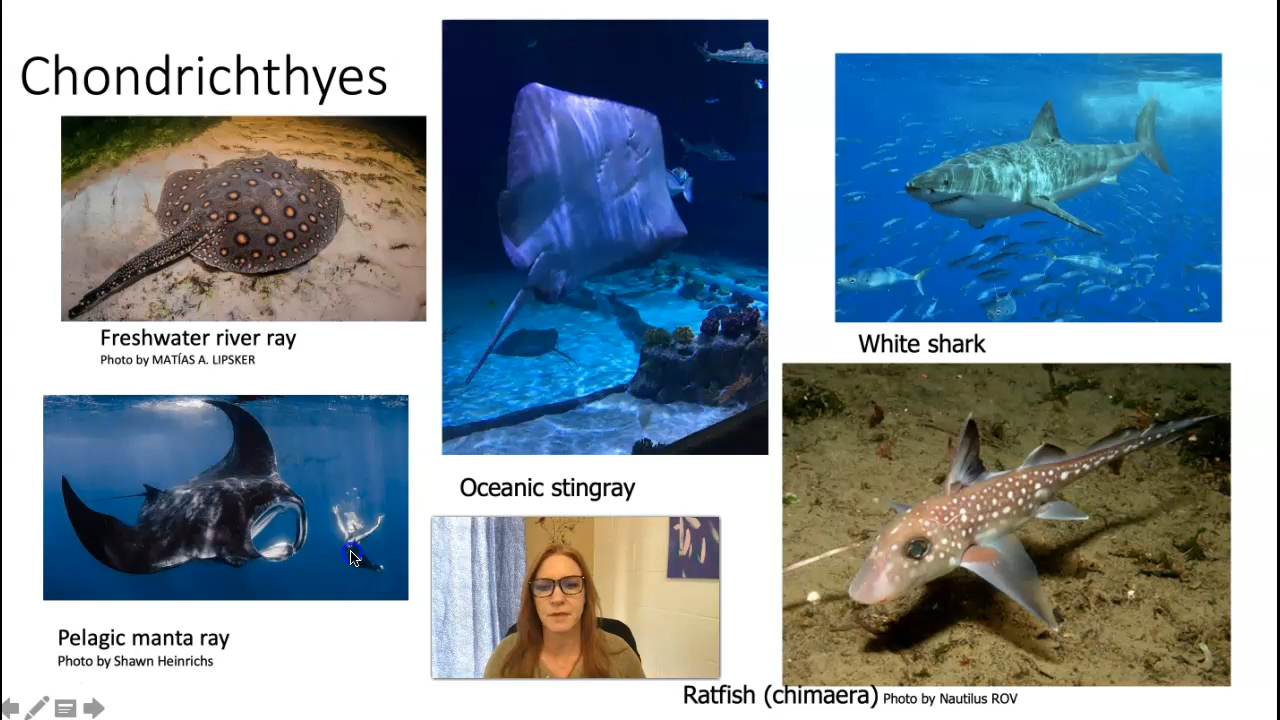 Chondrichthyes
Freshwater river ray
Photo by MATÍAS A. LIPSKER
Pelagic manta ray
Photo by Shawn Heinrichs
Oceanic stingray
White shark
Ratfish (chimaera) Photo by Nautilus ROV